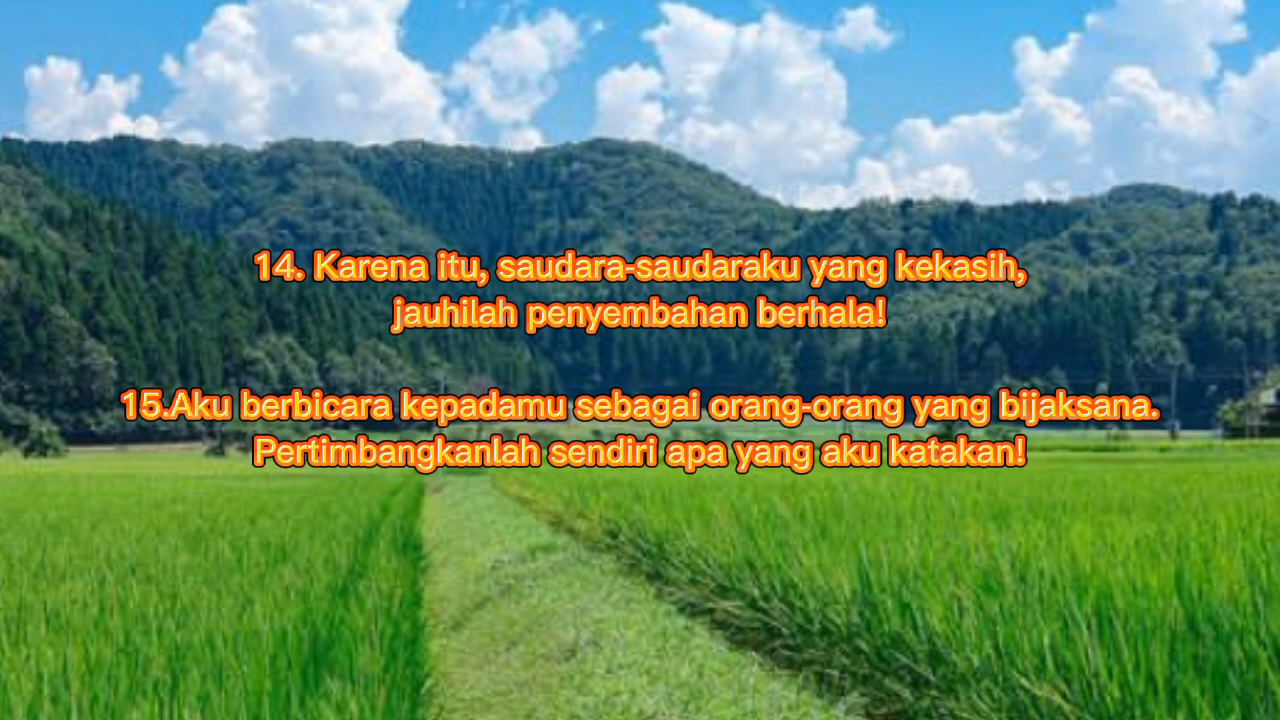 14. Karena itu, saudara-saudaraku yang kekasih,
jauhilah penyembahan berhala!
15.Aku berbicara kepadamu sebagai orang-orang yang bijaksana.
Pertimbangkanlah sendiri apa yang aku katakan!